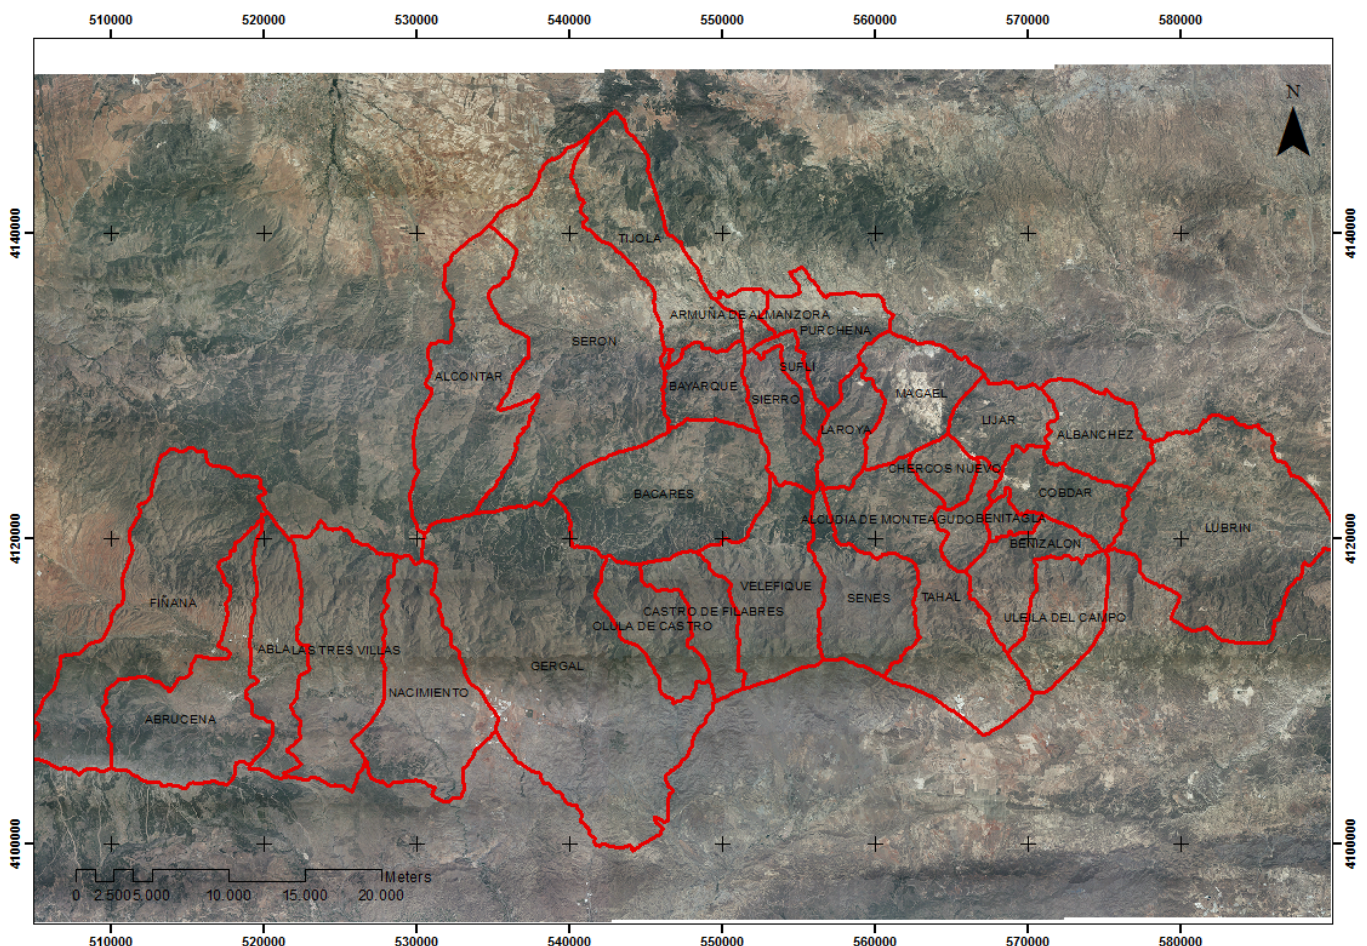 510000 520000 530000 540000 550000 560000 570000 580000
N
4140000
4140000
TIJOLA
ARMUÑA DE ALMANZORA
PURCHENA
SERON
SUFLI
ALCONTAR
BAYARQUE
MACAEL
SIERRO
LIJAR
LAROYA
ALBANCHEZ
CHERCOS NUEVO
BACARES
COBDAR
ALCUDIA DE MONTEAGUDO
BENITAGLA
LUBRIN
4120000
4120000
BENIZALON
VELEFIQUE
FIÑANA
SENES
TAHAL
CASTRO DE FILABRES
ULEILA DEL CAMPO
OLULA DE CASTRO
ABLA
LAS TRES VILLAS
GERGAL
NACIMIENTO
ABRUCENA
4100000
4100000
Meters
0 2.500 5.000 10.000 15.000 20.000
510000 520000 530000 540000 550000 560000 570000 580000